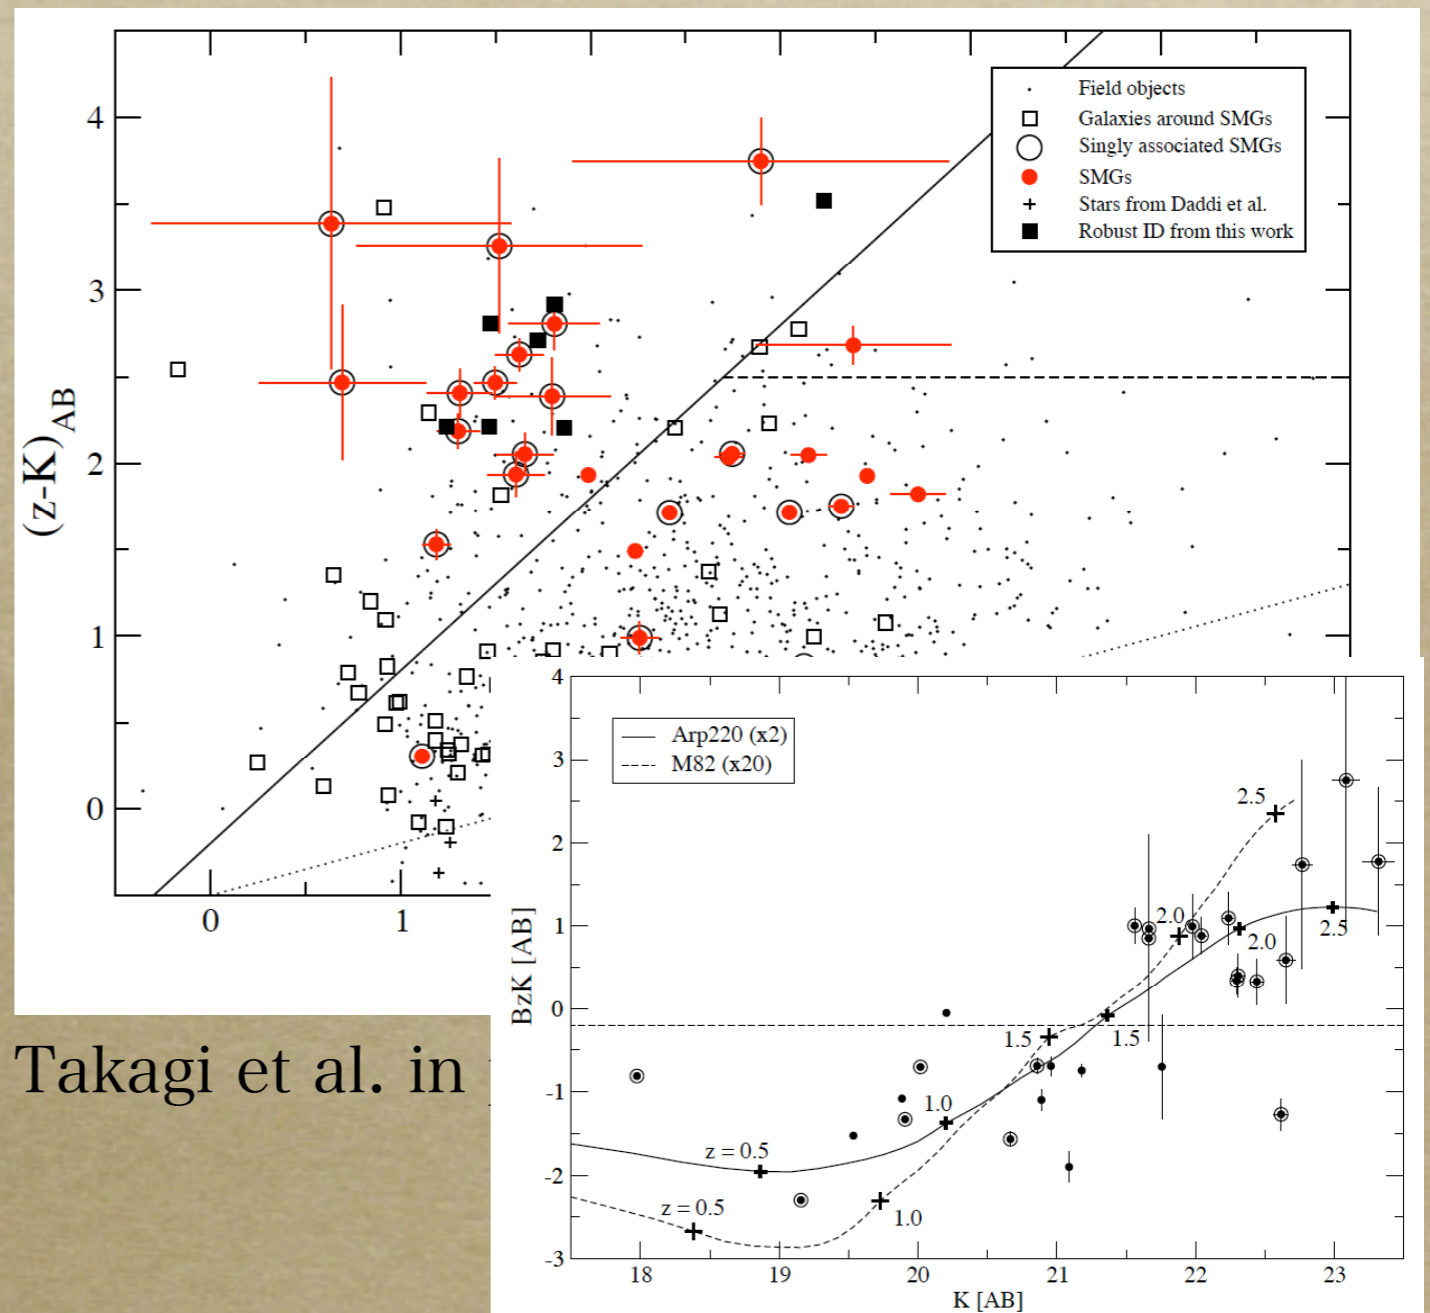 4
3
2
1
0
(z-K)AB
0
1
Field objects
Galaxies around SMGs
Singly associated SMGs
SMGs
Stars from Daddi et al.
Robust ID from this work
4
3
2
1
0
-1
-2
-3
BzK [AB]
Arp220 (x2)
M82 (x20)
2.5
2.0
2.0
2.5
1.5
1.5
1.0
z = 0.5
z = 0.5
1.0
18
19
20
21
22
23
K [AB]
Takagi et al. in